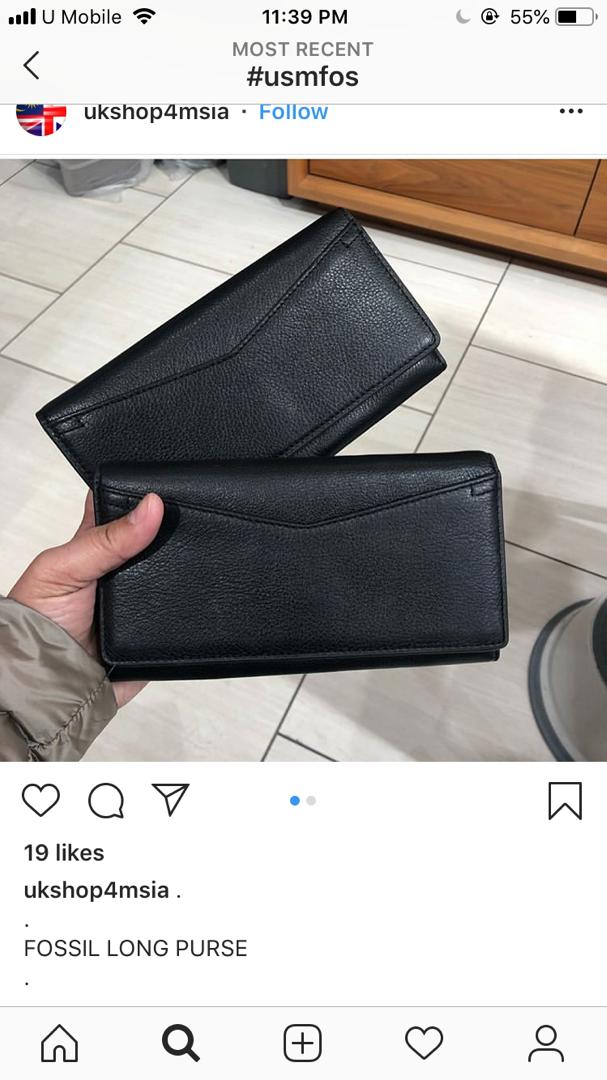 U Mobile 11:39 PM 55%
MOST RECENT
#usmfos
ukshop4msia · Follow
19 likes
ukshop4msia .
.
FOSSIL LONG PURSE
.